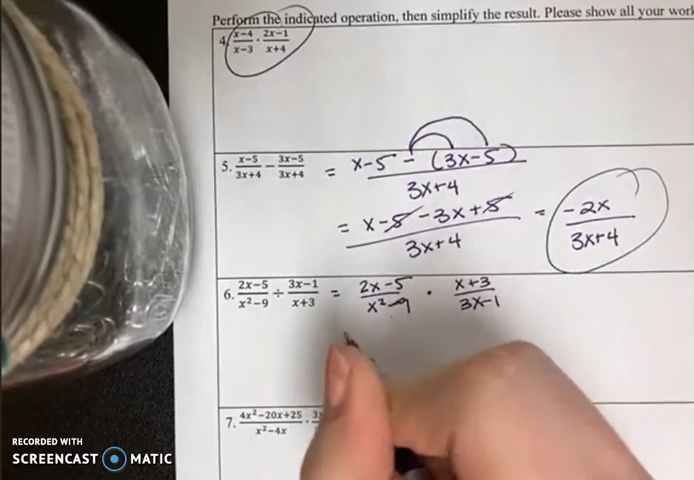 Perform the indicated operation, then simplify the result. Please show all your work
4. x−4/x−3 · 2x−1/x+4
5. x−5/3x+4 − 3x−5/3x+4 = x-5 - (3x-5)/3x+4
= x-5-3x+5/3x+4 = -2x/3x+4
6. 2x−5/x²−9 ÷ 3x−1/x+3 = 2x-5/x²-9 · x+3/3x-1
7. 4x²−20x+25/x²−4x · 3
RECORDED WITH
SCREENCAST MATIC